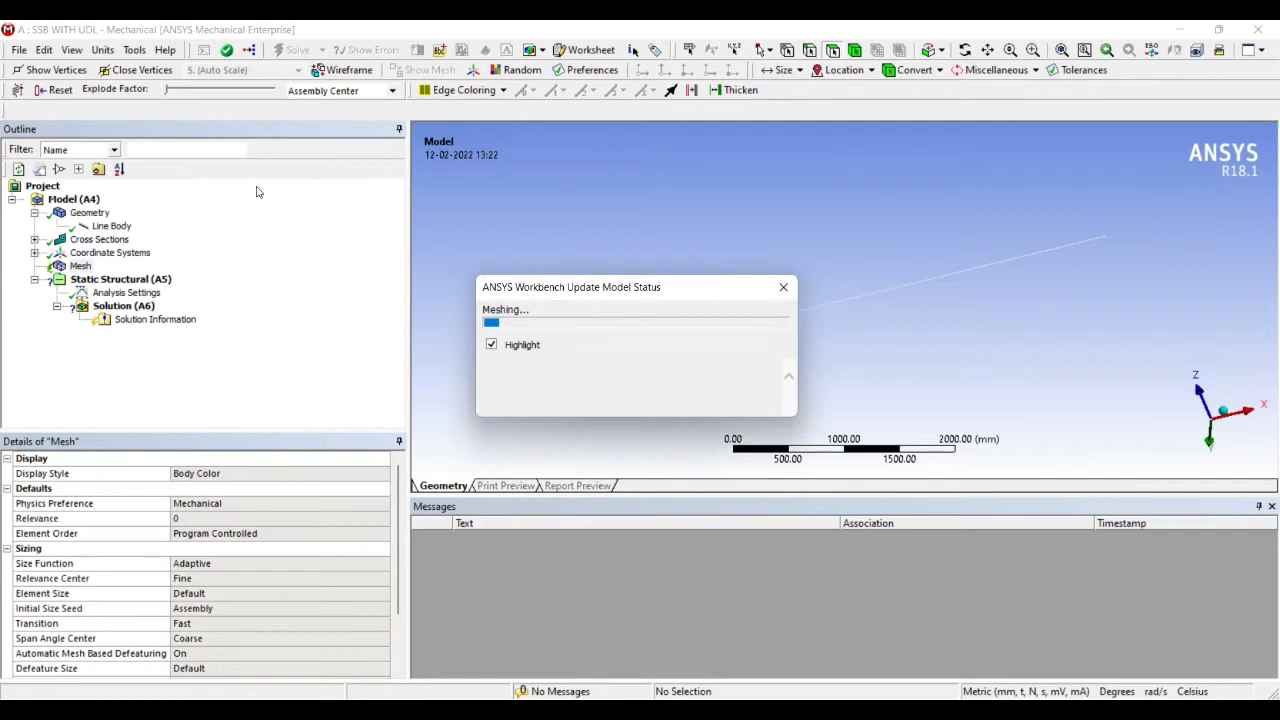 A : SSB WITH UDL - Mechanical [ANSYS Mechanical Enterprise]
File Edit View Units Tools Help Solve ?/ Show Errors Worksheet
Show Vertices Close Vertices 5. (Auto Scale) Wireframe Show Mesh Random Preferences Size Location Convert Miscellaneous Tolerances
Reset Explode Factor: Assembly Center Edge Coloring Thicken
Outline
Filter: Name
Project
Model (A4)
Geometry
Line Body
Cross Sections
Coordinate Systems
Mesh
Static Structural (A5)
Analysis Settings
Solution (A6)
Solution Information
Details of "Mesh"
Display
Display Style Body Color
Defaults
Physics Preference Mechanical
Relevance 0
Element Order Program Controlled
Sizing
Size Function Adaptive
Relevance Center Fine
Element Size Default
Initial Size Seed Assembly
Transition Fast
Span Angle Center Coarse
Automatic Mesh Based Defeaturing On
Defeature Size Default
Model
12-02-2022 13:22
ANSYS
R18.1
ANSYS Workbench Update Model Status
Meshing...
Highlight
Z
X
Y
0.00 1000.00 2000.00 (mm)
500.00 1500.00
Geometry Print Preview Report Preview
Messages
Text Association Timestamp
0 No Messages No Selection Metric (mm, t, N, s, mV, mA) Degrees rad/s Celsius